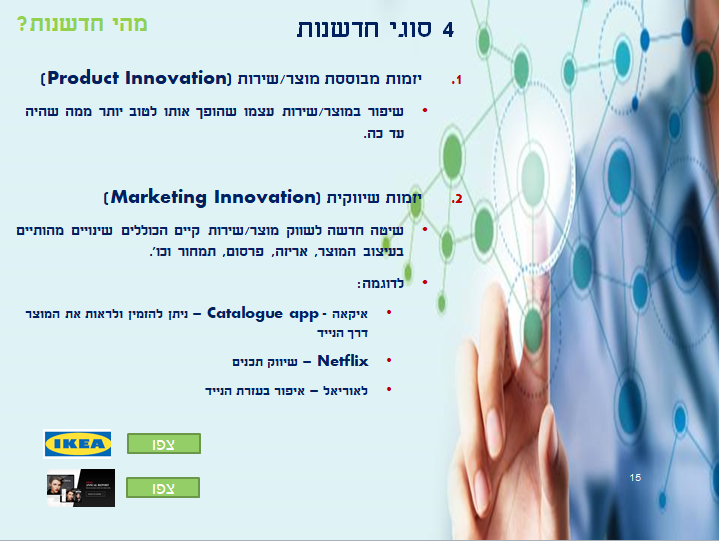 מהי חדשנות?
4 סוגי חדשנות
1. יזמות מבוססת מוצר/שירות (Product Innovation)
• שיפור במוצר/שירות עצמו שהופך אותו לטוב יותר ממה שהיה
עד כה.
2. יזמות שיווקית (Marketing Innovation)
• שיטה חדשה לשווק מוצר/שירות קיים הכוללים שינויים מהותיים
בעיצוב המוצר, אריזה, פרסום, תמחור וכו'.
• לדוגמה:
• איקאה - Catalogue app – ניתן להזמין ולראות את המוצר
דרך הנייד
• Netflix – שיווק תכנים
• לאוריאל – איפור בעזרת הנייד
IKEA
צפו
צפו
15